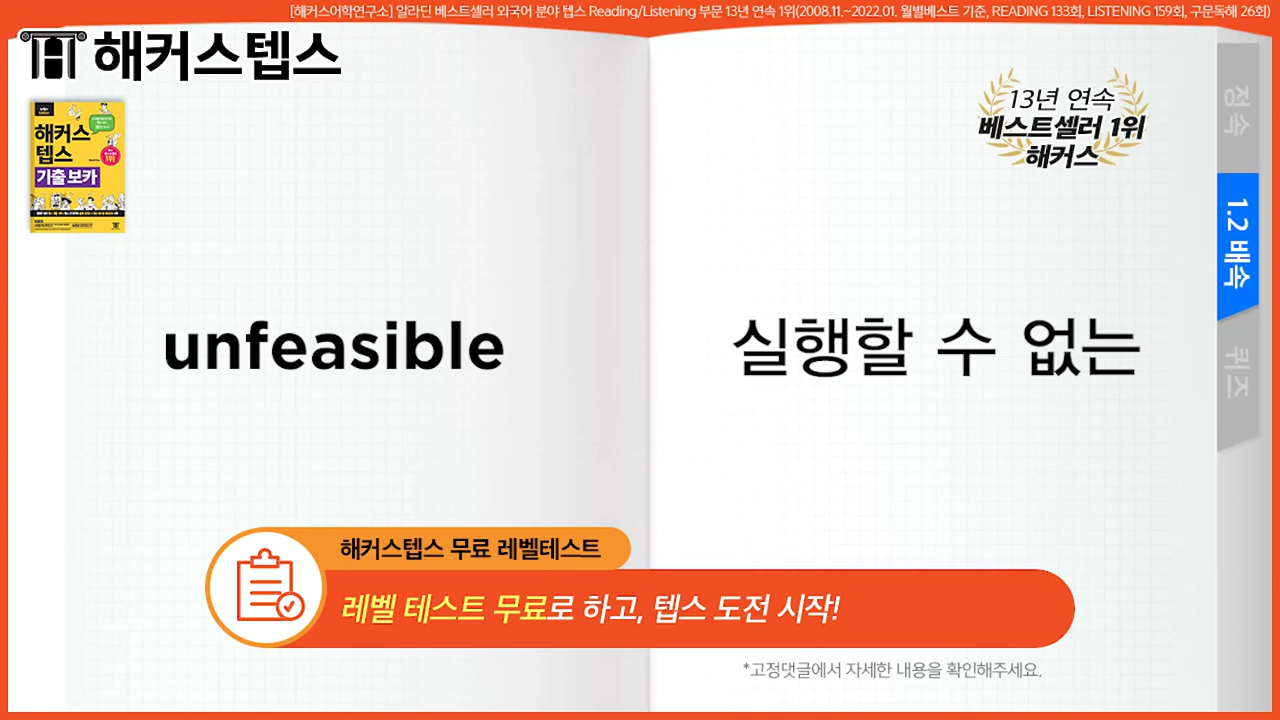 [해커스어학연구소] 알라딘 베스트셀러 외국어 분야 텝스 Reading/Listening 부문 13년 연속 1위(2008.11.~2022.01. 월별베스트 기준, READING 133회, LISTENING 159회, 구문독해 26회)
해커스텝스
해커스
텝스
기출 보카
13년 연속
베스트셀러 1위
해커스
정속
1.2 배속
퀴즈
unfeasible
실행할 수 없는
해커스텝스 무료 레벨테스트
레벨 테스트 무료로 하고, 텝스 도전 시작!
*고정댓글에서 자세한 내용을 확인해주세요.